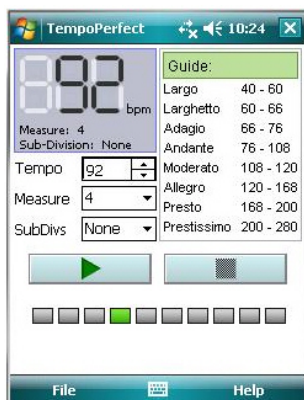 TempoPerfect 10:24
92 bpm
Measure: 4
Sub-Division: None
Tempo 92
Measure 4
SubDivs None
Guide:
Largo 40 - 60
Larghetto 60 - 66
Adagio 66 - 76
Andante 76 - 108
Moderato 108 - 120
Allegro 120 - 168
Presto 168 - 200
Prestissimo 200 - 280
File Help